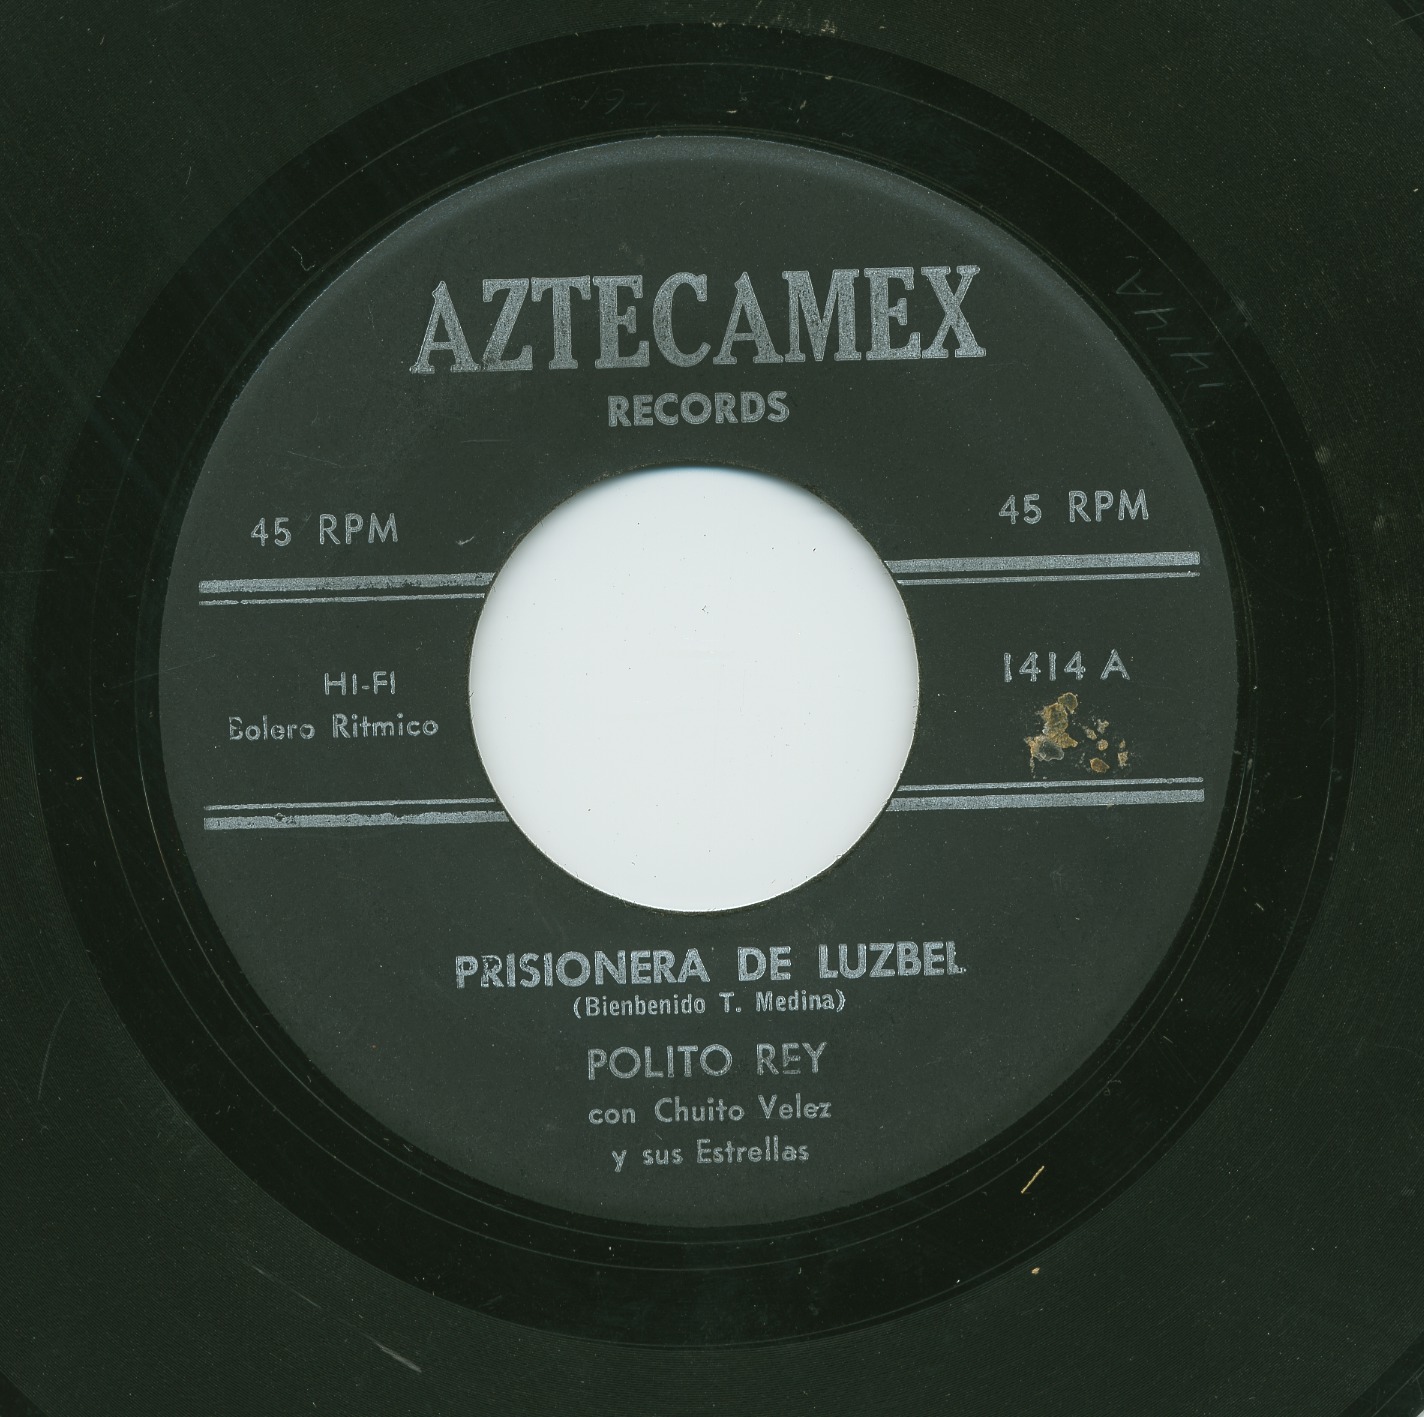 AZTECAMEX
RECORDS
45 RPM
45 RPM
HI-FI
Bolero Ritmico
1414 A
PRISIONERA DE LUZBEL
(Bienbenido T. Medina)
POLITO REY
con Chuito Velez
y sus Estrellas
1414A